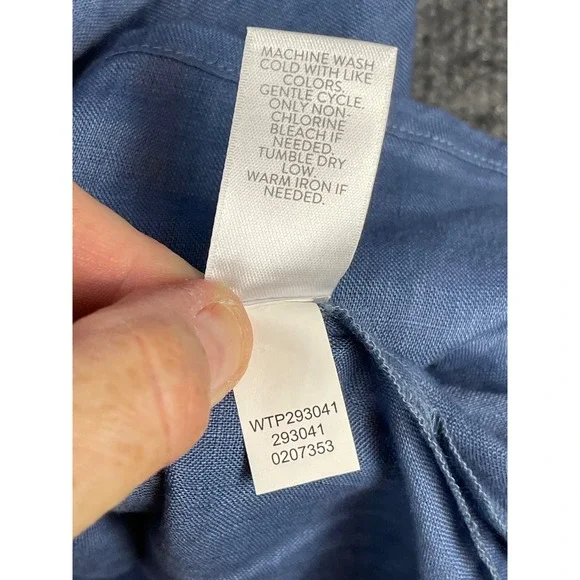 MACHINE WASH
COLD WITH LIKE
COLORS.
GENTLE CYCLE.
ONLY NON-
CHLORINE
BLEACH IF
NEEDED.
TUMBLE DRY
LOW.
WARM IRON IF
NEEDED.
WTP293041
293041
0207353